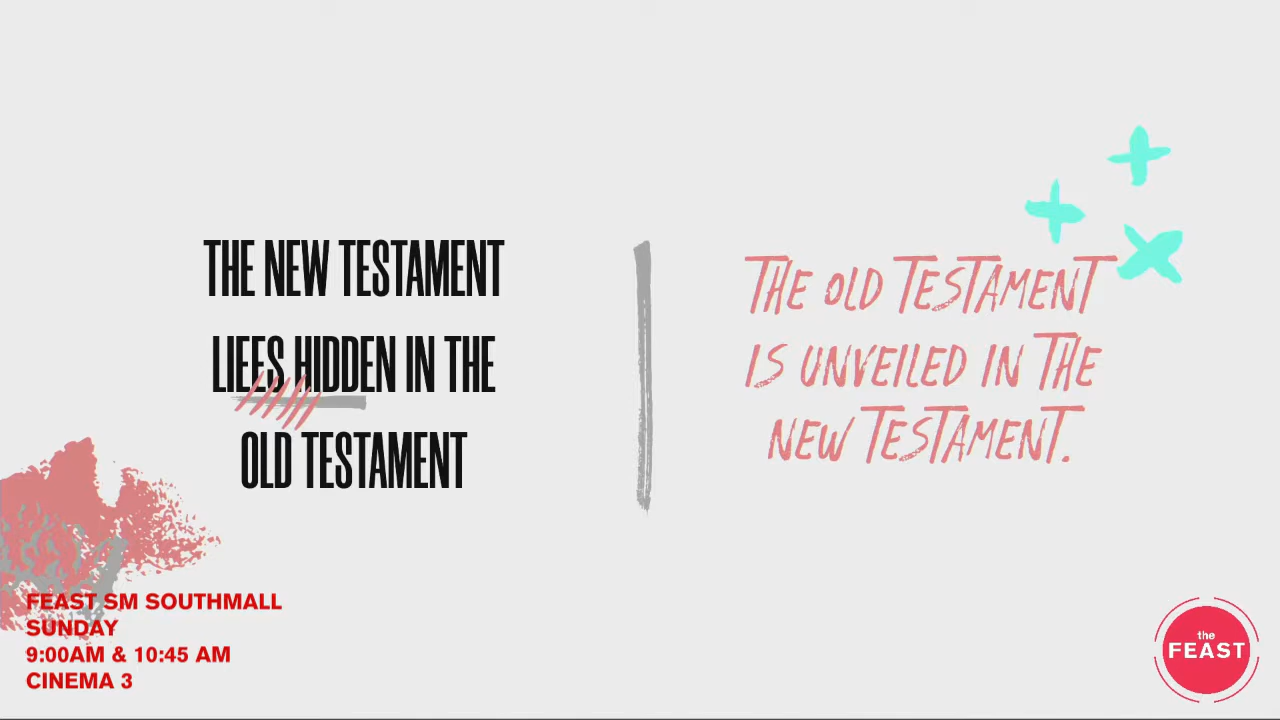 THE NEW TESTAMENT
LIEES HIDDEN IN THE
OLD TESTAMENT
THE OLD TESTAMENT
IS UNVEILED IN THE
NEW TESTAMENT.
FEAST SM SOUTHMALL
SUNDAY
9:00AM & 10:45 AM
CINEMA 3
the
FEAST